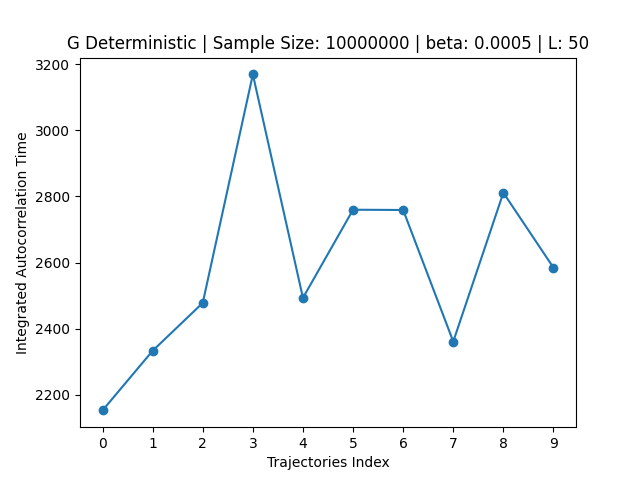 G Deterministic | Sample Size: 10000000 | beta: 0.0005 | L: 50
3200
3000
2800
2600
2400
2200
Integrated Autocorrelation Time
0 1 2 3 4 5 6 7 8 9
Trajectories Index